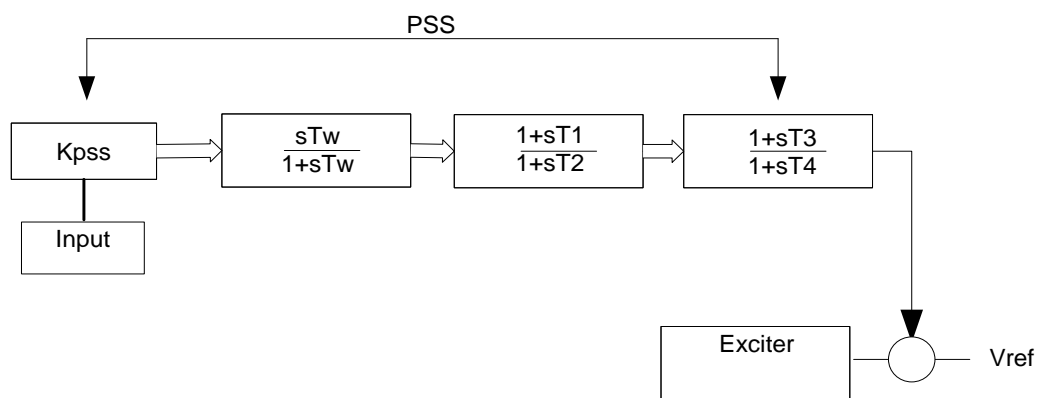 PSS
Kpss
sTw
1+sTw
1+sT1
1+sT2
1+sT3
1+sT4
Input
Exciter
Vref